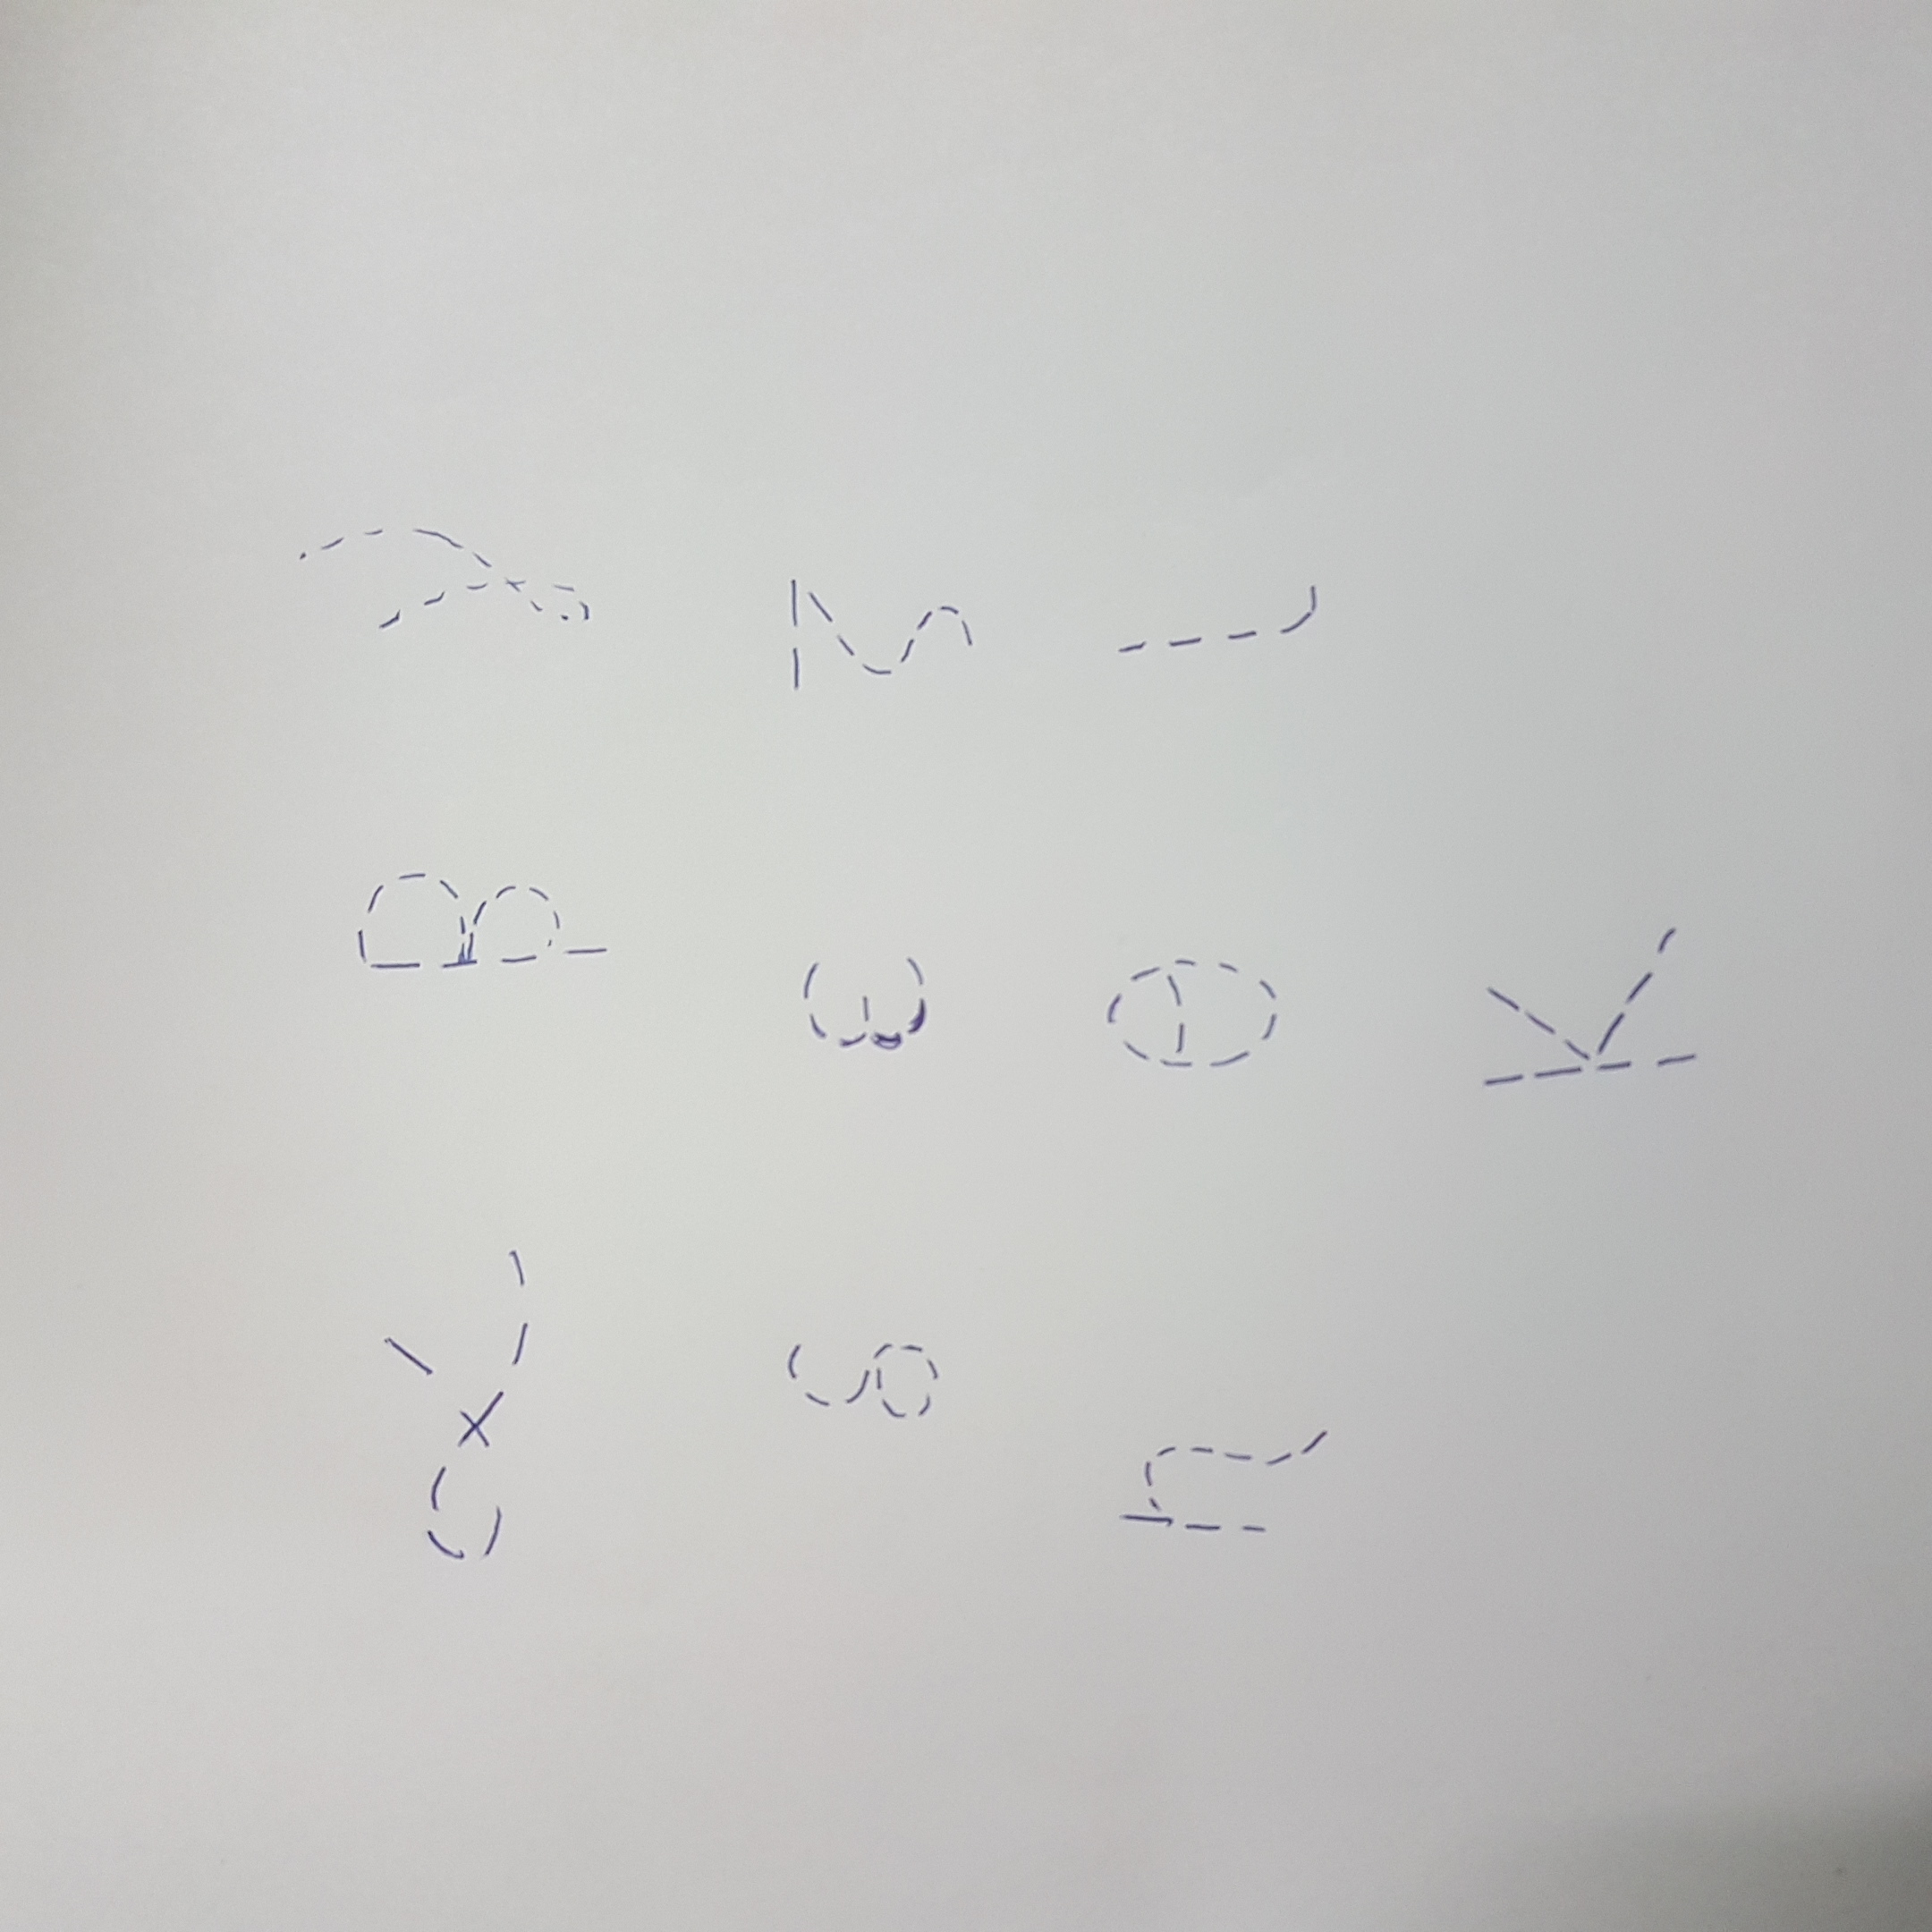 α β γ
δ ε ζ
η θ ι
κ